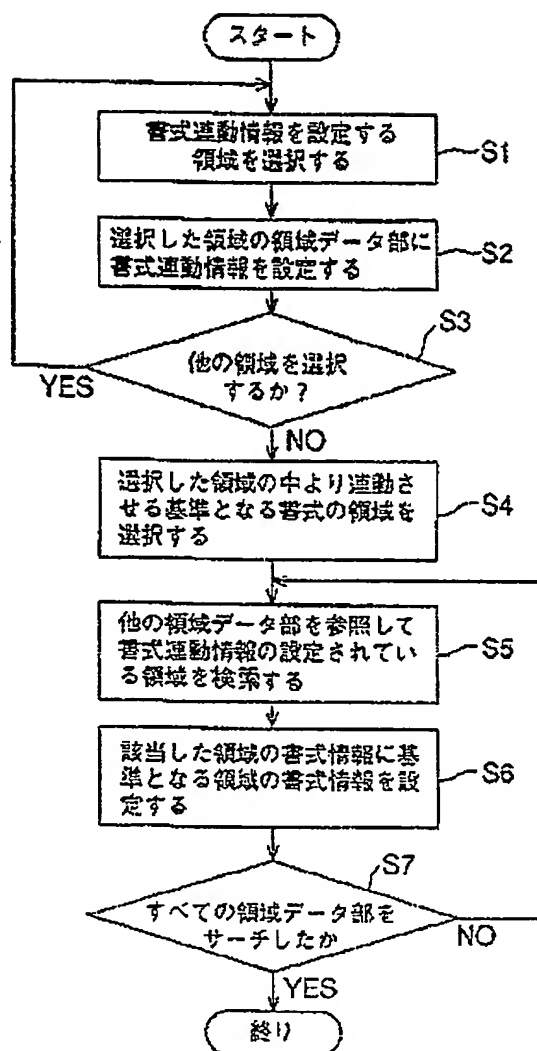 スタート
書式連動情報を設定する
領域を選択する
S1
選択した領域の領域データ部に
書式連動情報を設定する
S2
S3
他の領域を選択
するか？
YES
NO
選択した領域の中より連動さ
せる基準となる書式の領域を
選択する
S4
他の領域データ部を参照して
書式連動情報の設定されてい
る領域を検索する
S5
該当した領域の書式情報に基
準となる領域の書式情報を設
定する
S6
S7
すべての領域データ部を
サーチしたか
NO
YES
終り